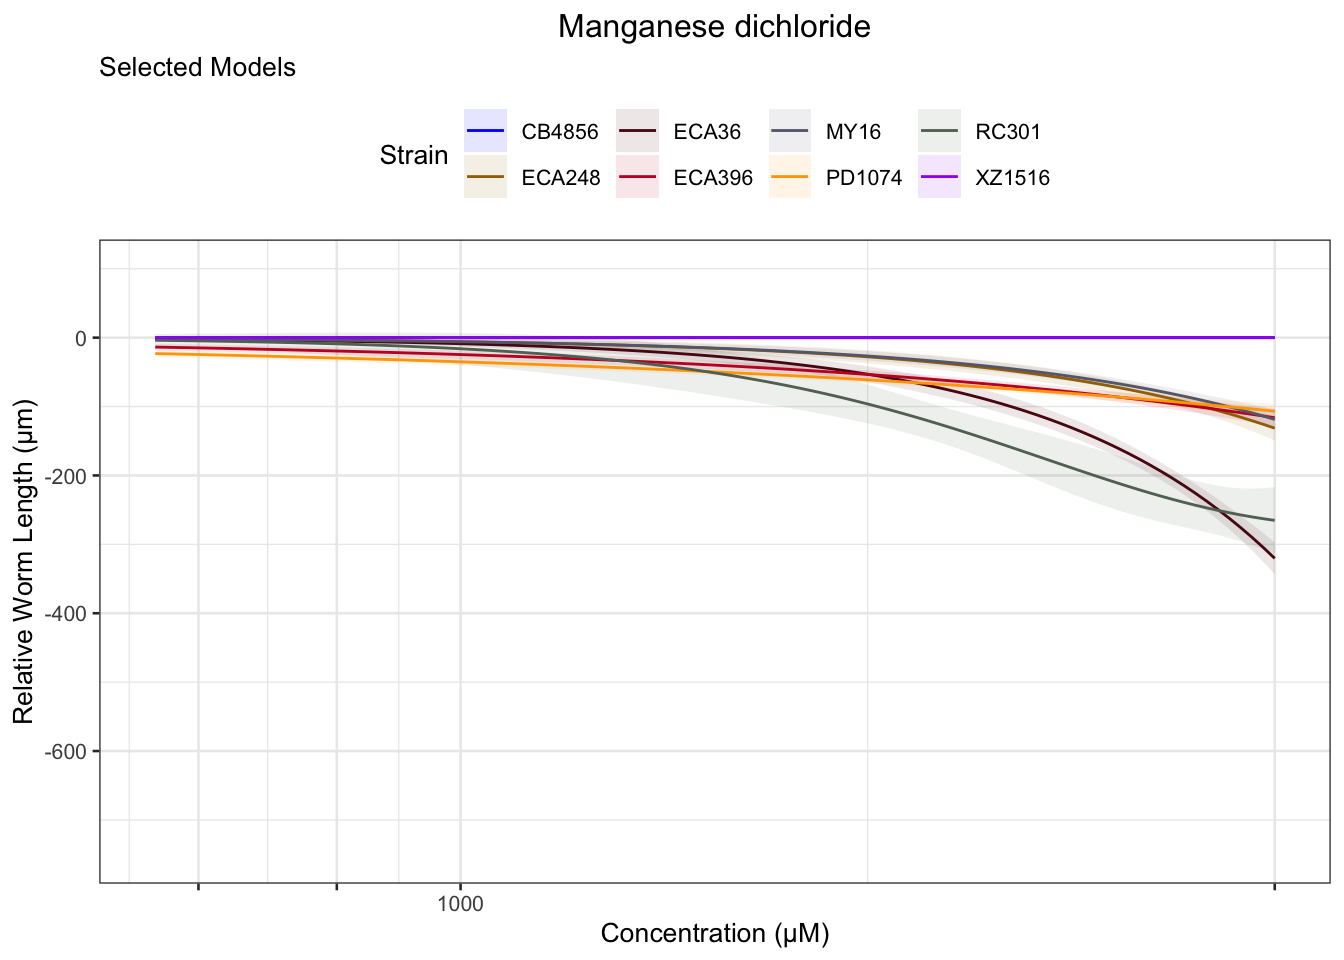 Manganese dichloride
Selected Models
Strain
CB4856 ECA36 MY16 RC301
ECA248 ECA396 PD1074 XZ1516
Relative Worm Length (µm)
0
-200
-400
-600
1000
Concentration (µM)